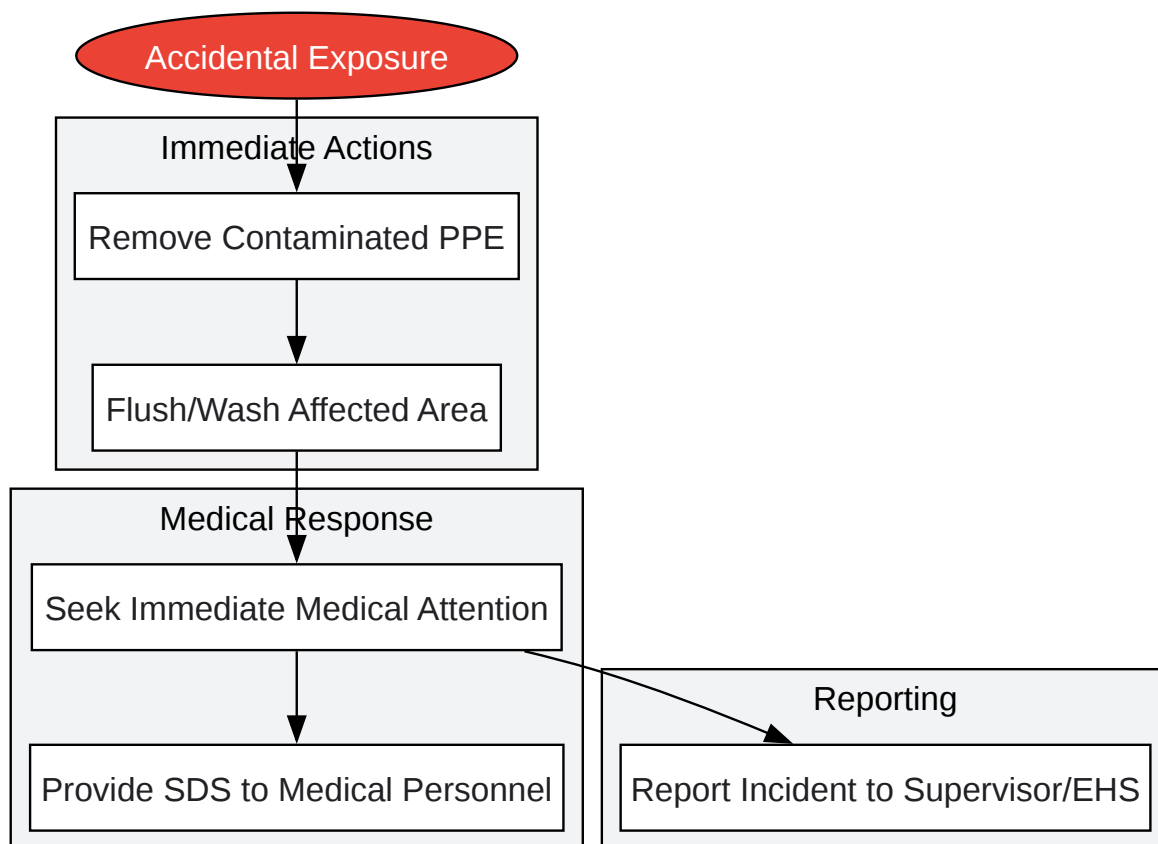 Accidental Exposure
Immediate Actions
Remove Contaminated PPE
Flush/Wash Affected Area
Medical Response
Seek Immediate Medical Attention
Provide SDS to Medical Personnel
Reporting
Report Incident to Supervisor/EHS